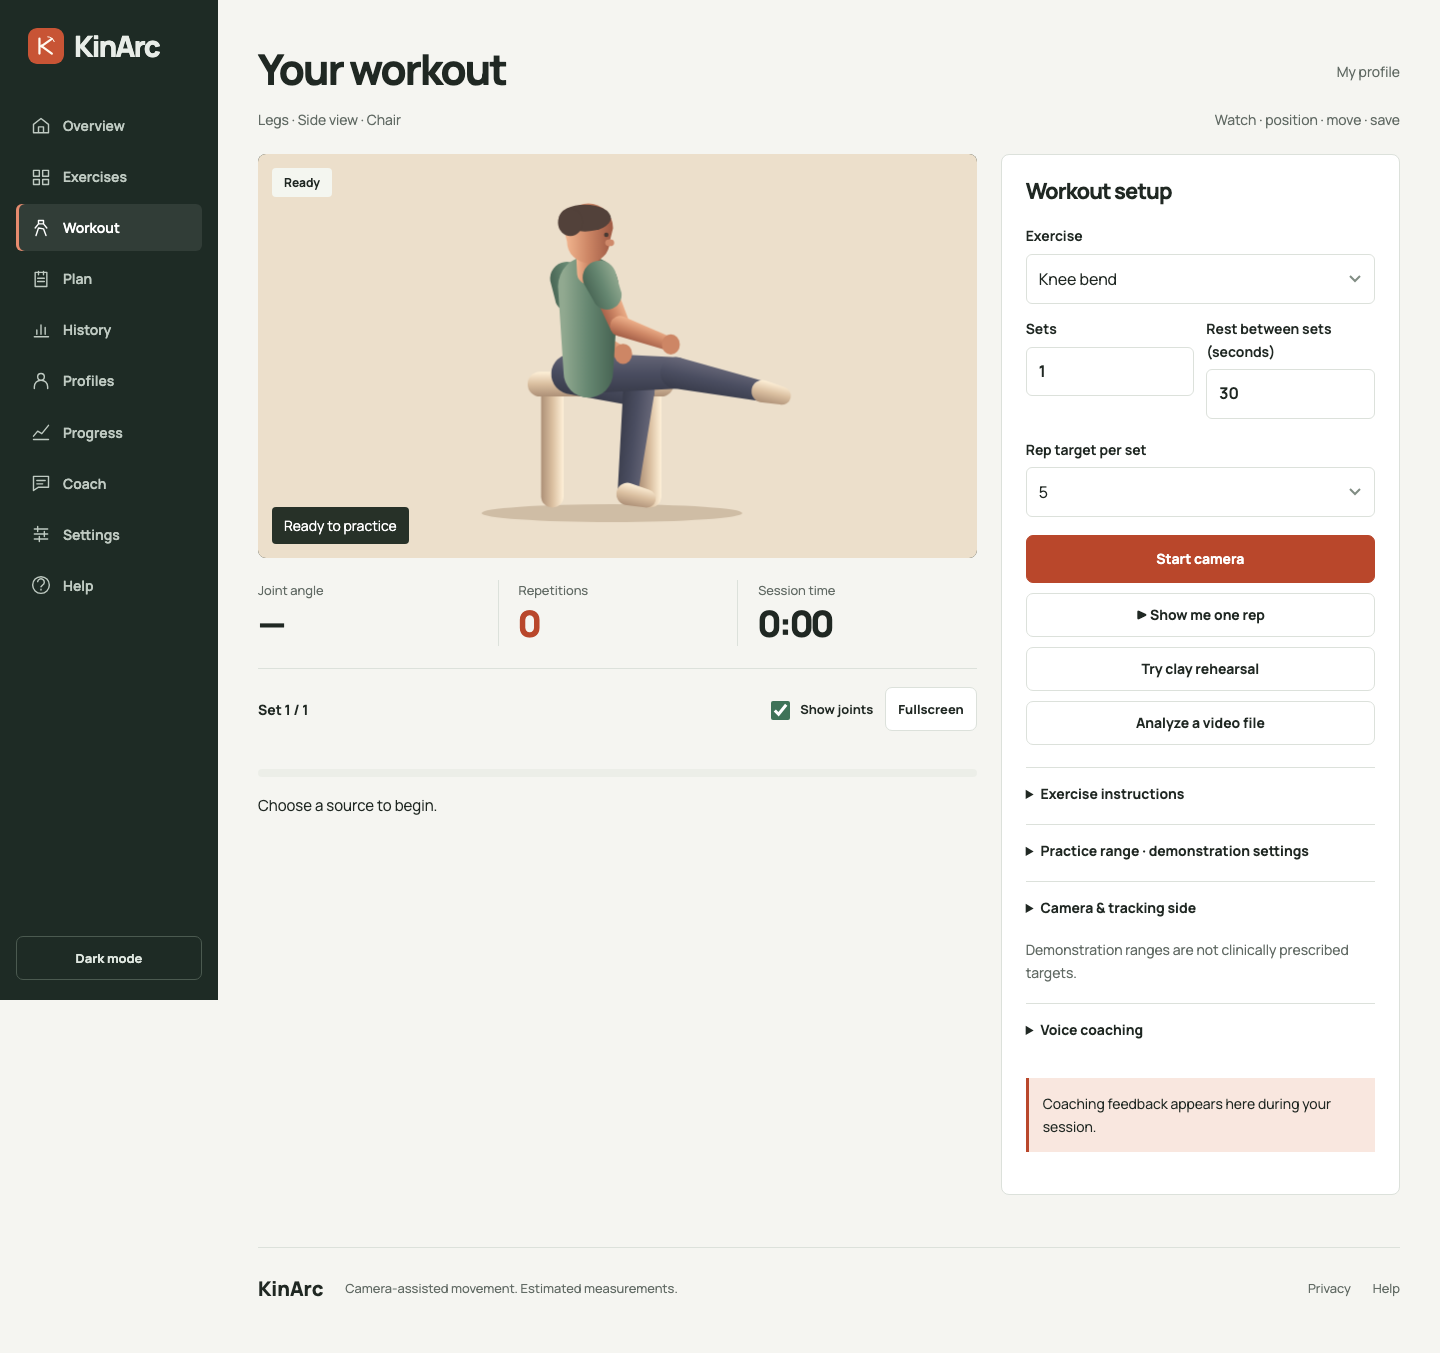 KinArc
Overview
Exercises
Workout
Plan
History
Profiles
Progress
Coach
Settings
Help
Dark mode
Your workout
My profile
Legs · Side view · Chair
Watch · position · move · save
Ready
Ready to practice
Joint angle
Repetitions
Session time
—
0
0:00
Set 1 / 1
Show joints
Fullscreen
Choose a source to begin.
Workout setup
Exercise
Knee bend
Sets
1
Rest between sets
(seconds)
30
Rep target per set
5
Start camera
Show me one rep
Try clay rehearsal
Analyze a video file
Exercise instructions
Practice range · demonstration settings
Camera & tracking side
Demonstration ranges are not clinically prescribed
targets.
Voice coaching
Coaching feedback appears here during your
session.
KinArc
Camera-assisted movement. Estimated measurements.
Privacy
Help